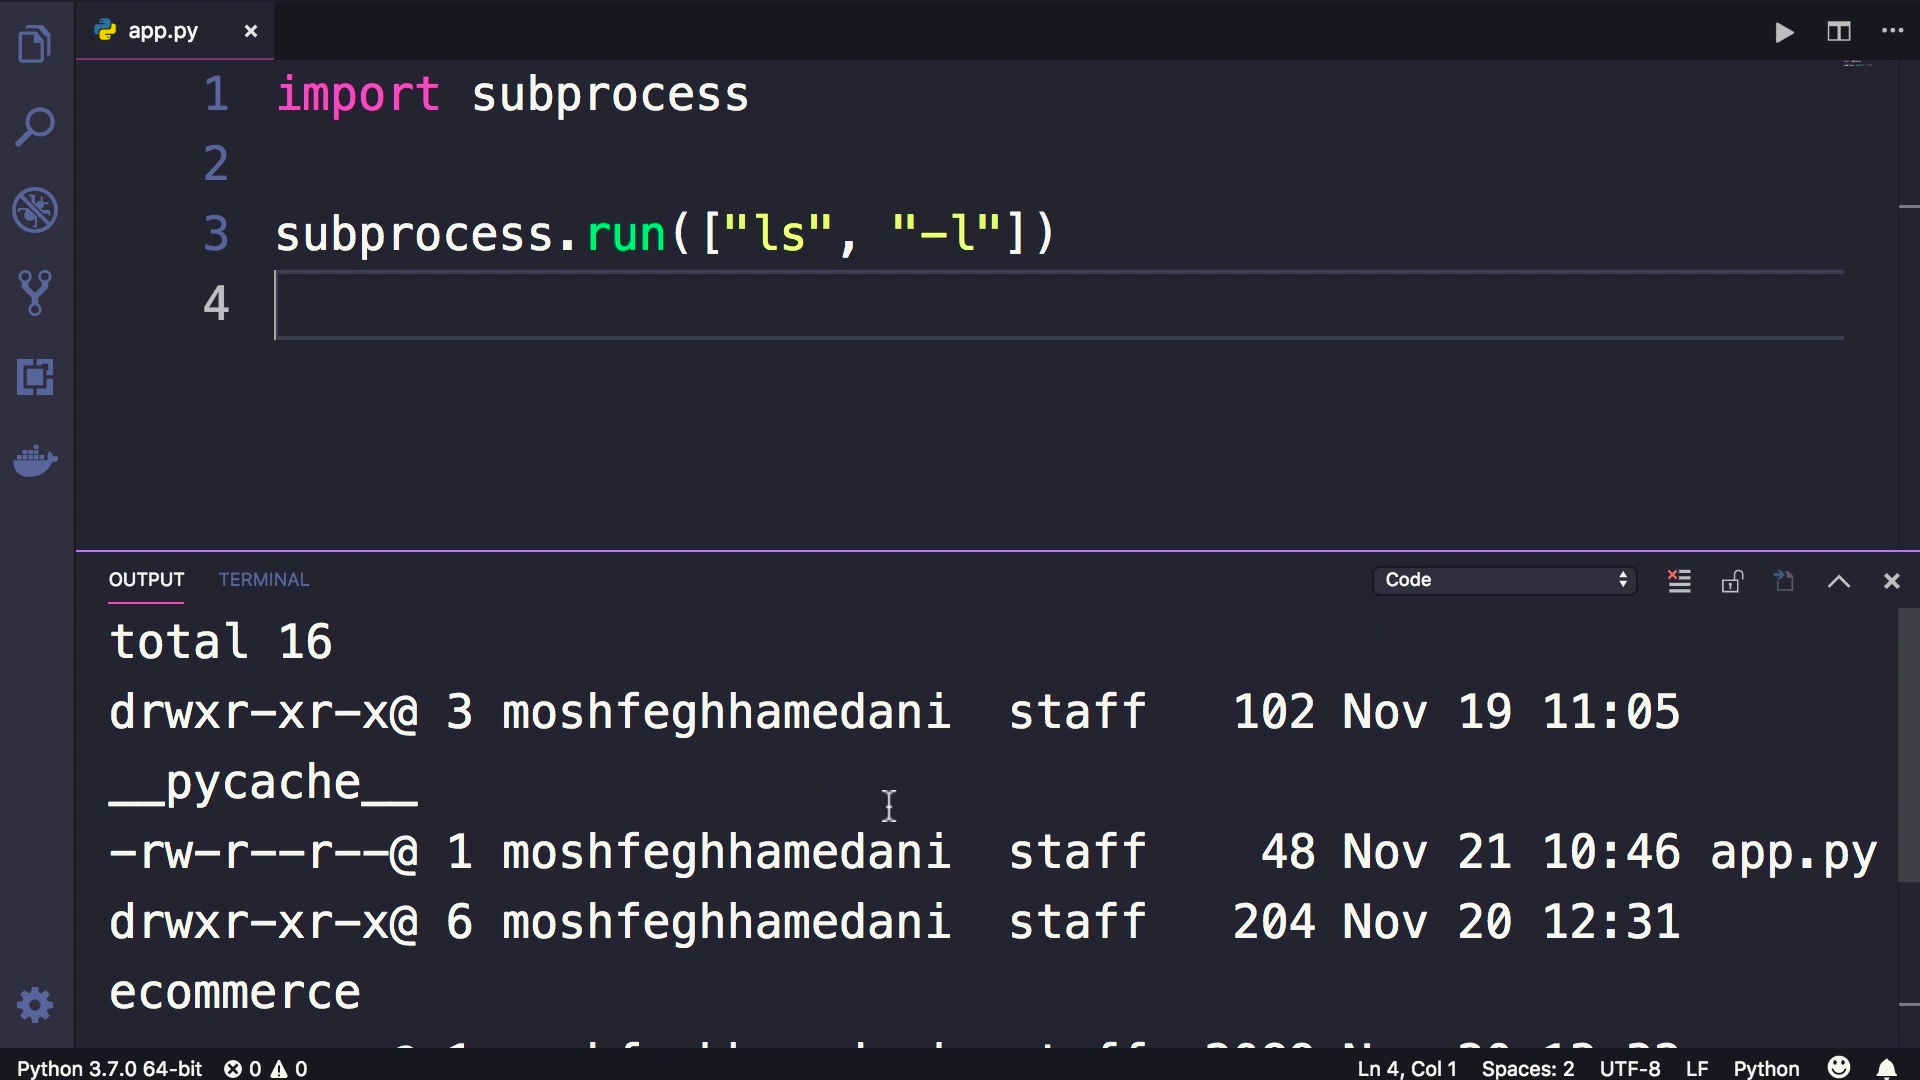 app.py
1 import subprocess
2
3 subprocess.run(["ls", "-l"])
4
OUTPUT TERMINAL Code
total 16
drwxr-xr-x@ 3 moshfeghhamedani  staff   102 Nov 19 11:05
__pycache__
-rw-r--r--@ 1 moshfeghhamedani  staff    48 Nov 21 10:46 app.py
drwxr-xr-x@ 6 moshfeghhamedani  staff   204 Nov 20 12:31
ecommerce
Python 3.7.0 64-bit 0 0 Ln 4, Col 1 Spaces: 2 UTF-8 LF Python